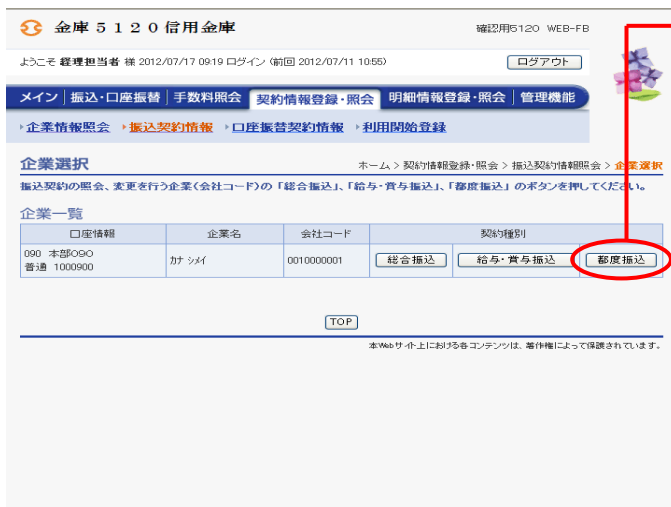 金庫5120信用金庫
確認用5120 WEB-FB
ようこそ 経理担当者 様 2012/07/17 09:19 ログイン (前回 2012/07/11 10:55)
ログアウト
メイン 振込・口座振替 手数料照会 契約情報登録・照会 明細情報登録・照会 管理機能
企業情報照会 振込契約情報 口座振替契約情報 利用開始登録
企業選択
ホーム > 契約情報登録・照会 > 振込契約情報照会 > 企業選択
振込契約の照会、変更を行う企業(会社コード)の「総合振込」、「給与・賞与振込」、「都度振込」のボタンを押してください。
企業一覧
口座情報 企業名 会社コード 契約種別
090 本部090 カナ シメイ 0010000001 総合振込 給与・賞与振込 都度振込
普通 1000900
TOP
本Webサイト上における各コンテンツは、著作権によって保護されています。